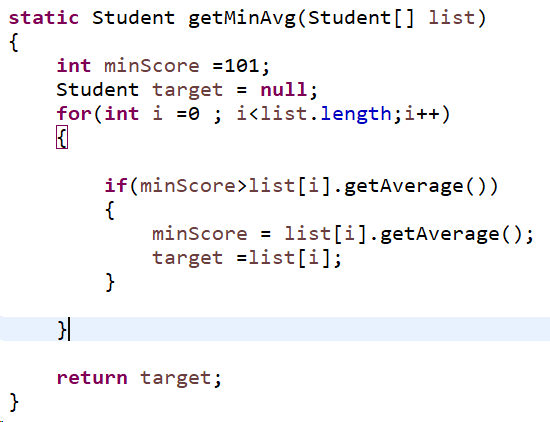 static Student getMinAvg(Student[] list)
{
    int minScore =101;
    Student target = null;
    for(int i =0 ; i<list.length;i++)
    {

        if(minScore>list[i].getAverage())
        {
            minScore = list[i].getAverage();
            target =list[i];
        }

    }

    return target;
}